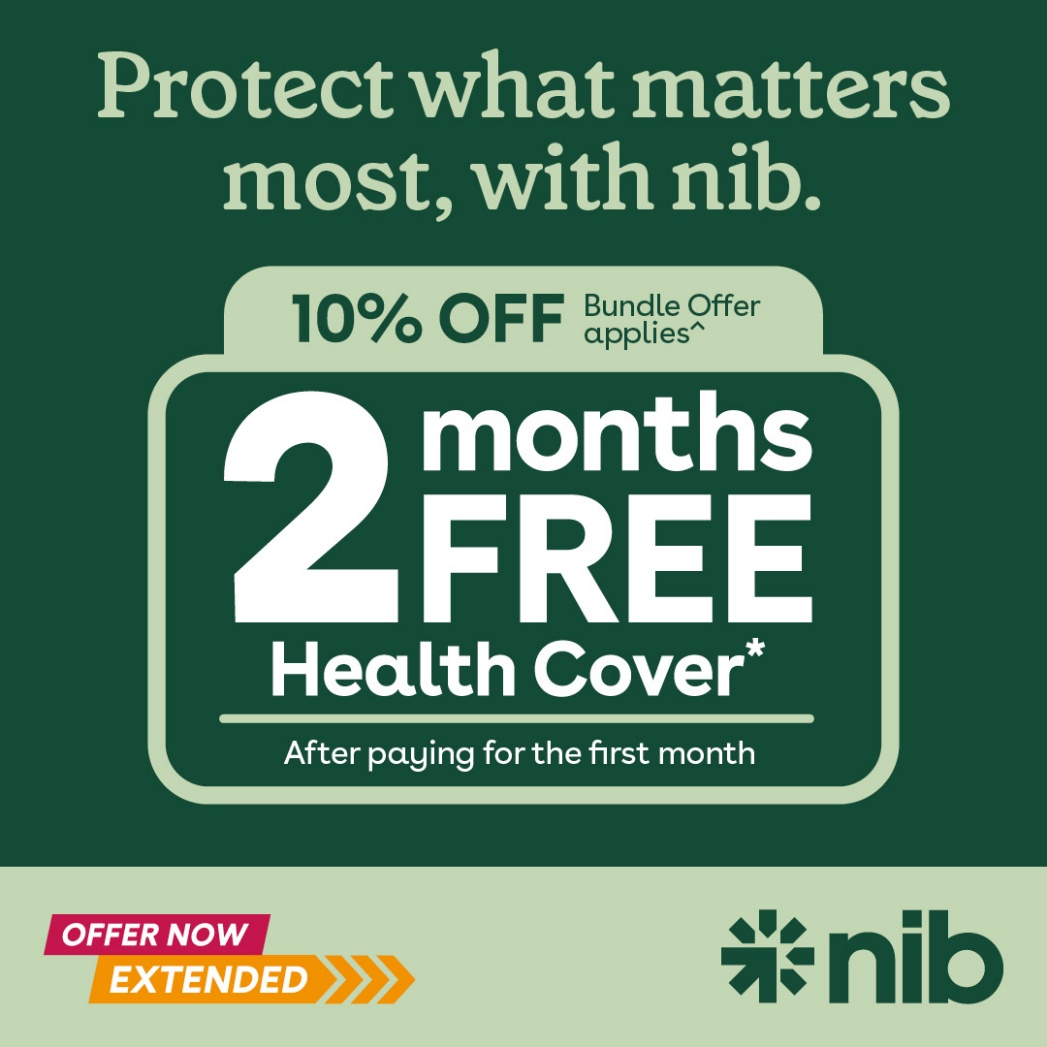 Protect what matters
most, with nib.
10% OFF
Bundle Offer
applies^
2 months
FREE
Health Cover*
After paying for the first month
OFFER NOW
EXTENDED
nib